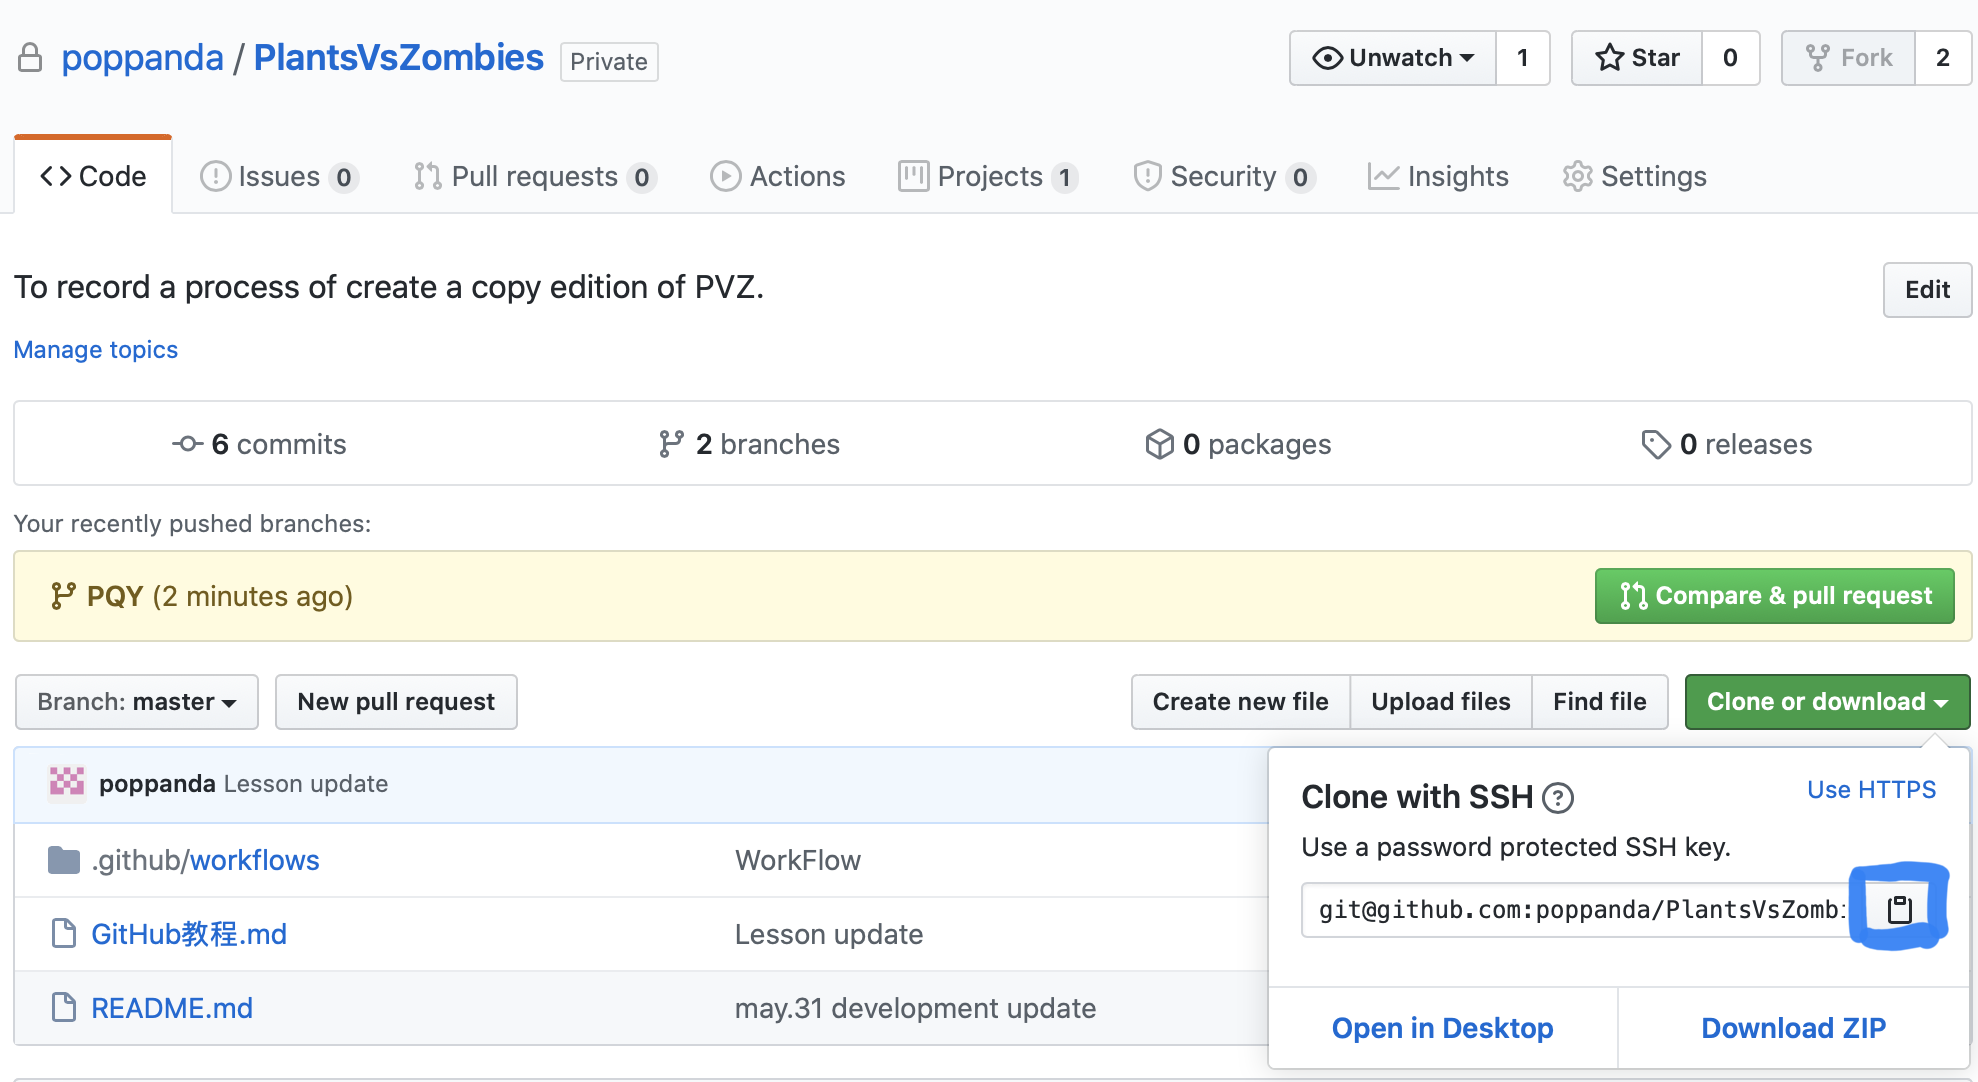 poppanda / PlantsVsZombies Private
Unwatch 1 Star 0 Fork 2
Code Issues 0 Pull requests 0 Actions Projects 1 Security 0 Insights Settings
To record a process of create a copy edition of PVZ.
Edit
Manage topics
6 commits 2 branches 0 packages 0 releases
Your recently pushed branches:
PQY (2 minutes ago) Compare & pull request
Branch: master New pull request Create new file Upload files Find file Clone or download
poppanda Lesson update
.github/workflows WorkFlow
GitHub教程.md Lesson update
README.md may.31 development update
Clone with SSH Use HTTPS
Use a password protected SSH key.
git@github.com:poppanda/PlantsVsZombi
Open in Desktop Download ZIP